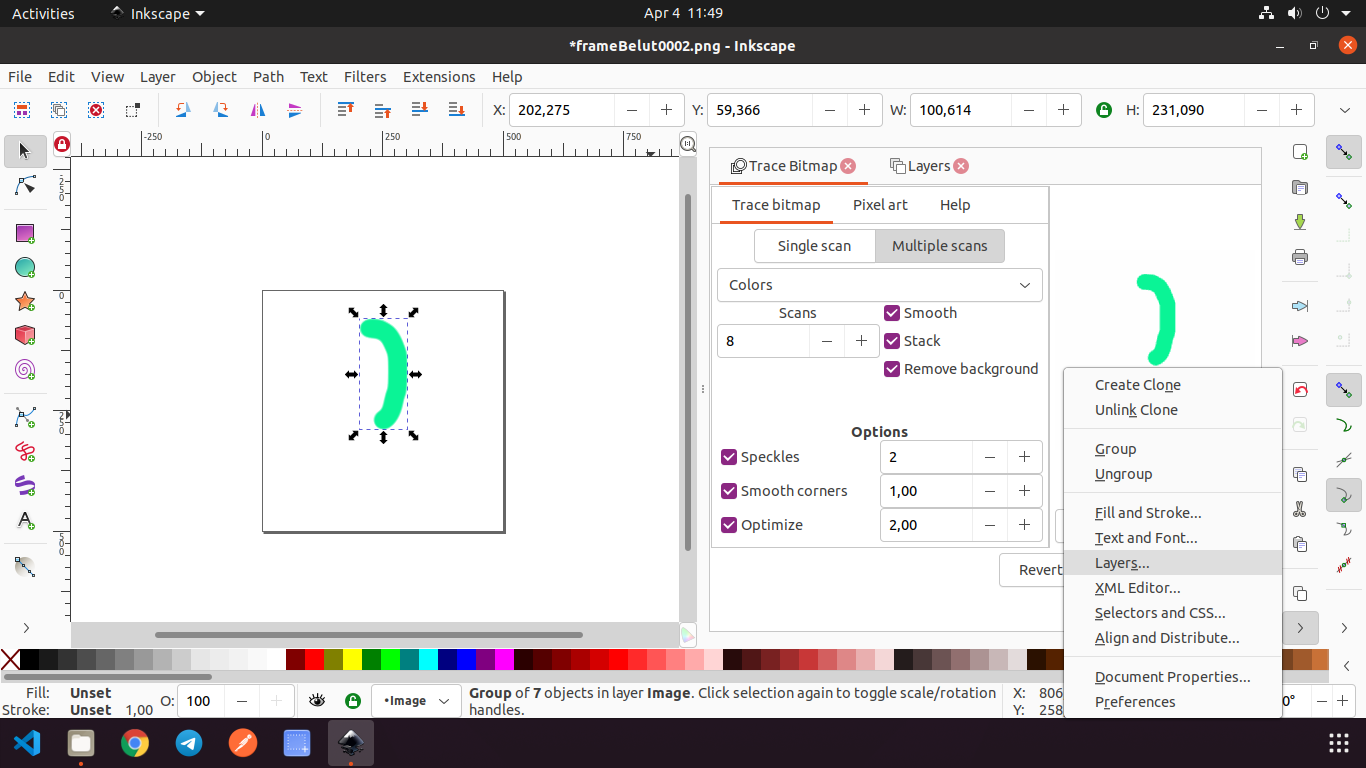 Activities Inkscape Apr 4 11:49
*frameBelut0002.png - Inkscape
File Edit View Layer Object Path Text Filters Extensions Help
X: 202,275 Y: 59,366 W: 100,614 H: 231,090
-250 0 250 500 750
Trace Bitmap Layers
Trace bitmap Pixel art Help
Single scan Multiple scans
Colors
Scans Smooth
8 Stack
Remove background
Options
Speckles 2
Smooth corners 1,00
Optimize 2,00
Revert
Create Clone
Unlink Clone
Group
Ungroup
Fill and Stroke...
Text and Font...
Layers...
XML Editor...
Selectors and CSS...
Align and Distribute...
Document Properties...
Preferences
250
0
250
500
Fill: Unset
Stroke: Unset 1,00 O: 100 •Image
Group of 7 objects in layer Image. Click selection again to toggle scale/rotation
handles.
X: 806
Y: 258
0°